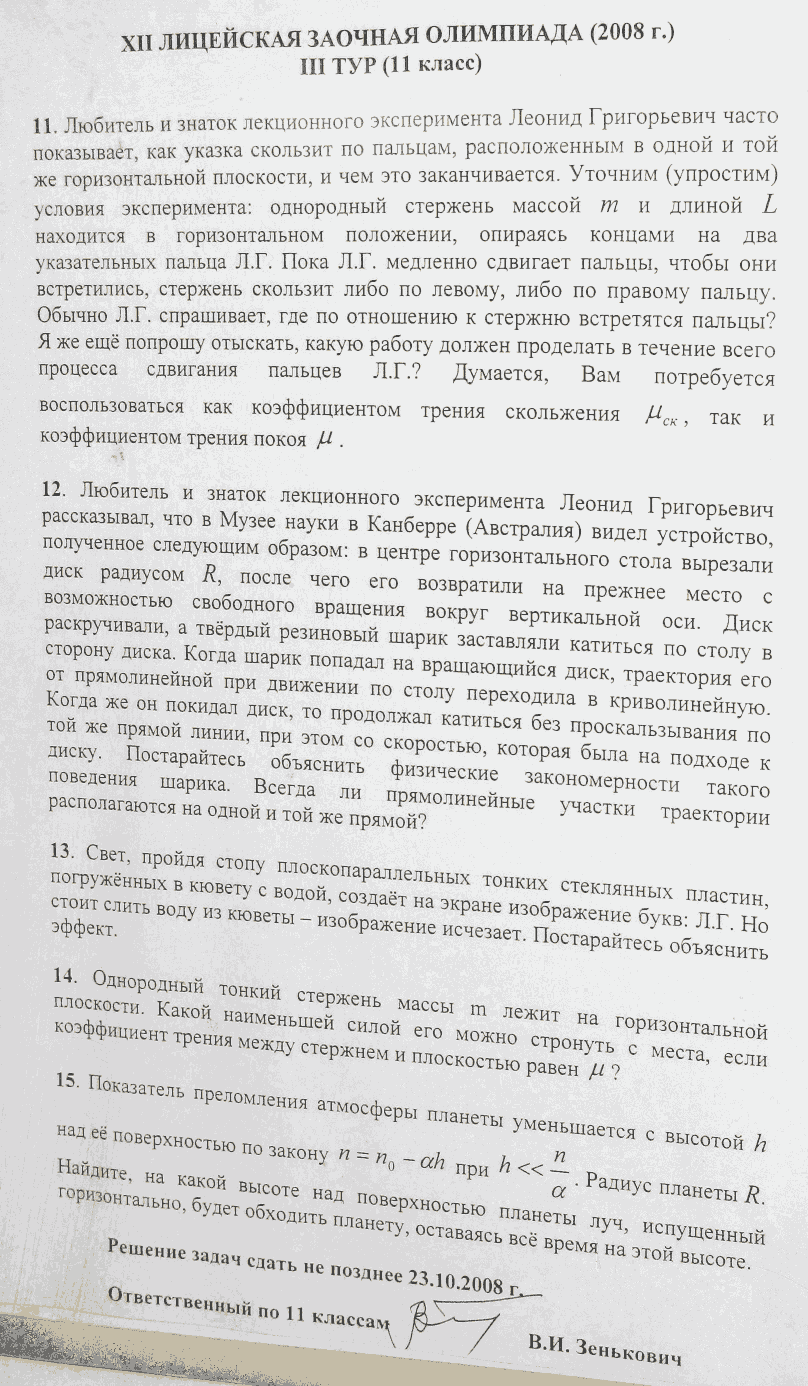 XII ЛИЦЕЙСКАЯ ЗАОЧНАЯ ОЛИМПИАДА (2008 г.)
III ТУР (11 класс)
11. Любитель и знаток лекционного эксперимента Леонид Григорьевич часто
показывает, как указка скользит по пальцам, расположенным в одной и той
же горизонтальной плоскости, и чем это заканчивается. Уточним (упростим)
условия эксперимента: однородный стержень массой m и длиной L
находится в горизонтальном положении, опираясь концами на два
указательных пальца Л.Г. Пока Л.Г. медленно сдвигает пальцы, чтобы они
встретились, стержень скользит либо по левому, либо по правому пальцу.
Обычно Л.Г. спрашивает, где по отношению к стержню встретятся пальцы?
Я же ещё попрошу отыскать, какую работу должен проделать в течение всего
процесса сдвигания пальцев Л.Г.? Думается, Вам потребуется
воспользоваться как коэффициентом трения скольжения μск, так и
коэффициентом трения покоя μ.
12. Любитель и знаток лекционного эксперимента Леонид Григорьевич
рассказывал, что в Музее науки в Канберре (Австралия) видел устройство,
полученное следующим образом: в центре горизонтального стола вырезали
диск радиусом R, после чего его возвратили на прежнее место с
возможностью свободного вращения вокруг вертикальной оси. Диск
раскручивали, а твёрдый резиновый шарик заставляли катиться по столу в
сторону диска. Когда шарик попадал на вращающийся диск, траектория его
от прямолинейной при движении по столу переходила в криволинейную.
Когда же он покидал диск, то продолжал катиться без проскальзывания по
той же прямой линии, при этом со скоростью, которая была на подходе к
диску. Постарайтесь объяснить физические закономерности такого
поведения шарика. Всегда ли прямолинейные участки траектории
располагаются на одной и той же прямой?
13. Свет, пройдя стопу плоскопараллельных тонких стеклянных пластин,
погружённых в кювету с водой, создаёт на экране изображение букв: Л.Г. Но
стоит слить воду из кюветы – изображение исчезает. Постарайтесь объяснить
эффект.
14. Однородный тонкий стержень массы m лежит на горизонтальной
плоскости. Какой наименьшей силой его можно стронуть с места, если
коэффициент трения между стержнем и плоскостью равен μ?
15. Показатель преломления атмосферы планеты уменьшается с высотой h
над её поверхностью по закону n = n₀ − αh при h << n/α. Радиус планеты R.
Найдите, на какой высоте над поверхностью планеты луч, испущенный
горизонтально, будет обходить планету, оставаясь всё время на этой высоте.
Решение задач сдать не позднее 23.10.2008 г.
Ответственный по 11 классам
В.И. Зенькович